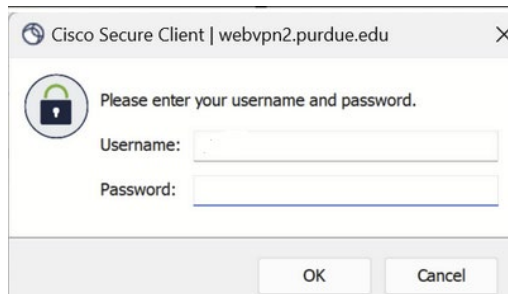 Cisco Secure Client | webvpn2.purdue.edu
Please enter your username and password.
Username:
Password:
OK
Cancel